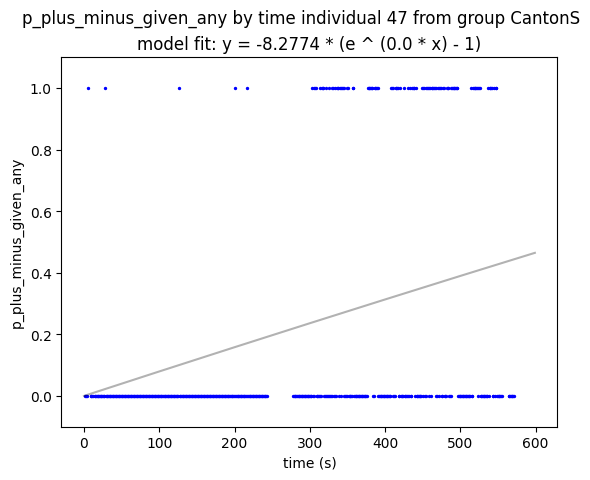 p_plus_minus_given_any by time individual 47 from group CantonS
model fit: y = -8.2774 * (e ^ (0.0 * x) - 1)
1.0
0.8
0.6
0.4
0.2
0.0
p_plus_minus_given_any
0 100 200 300 400 500 600
time (s)